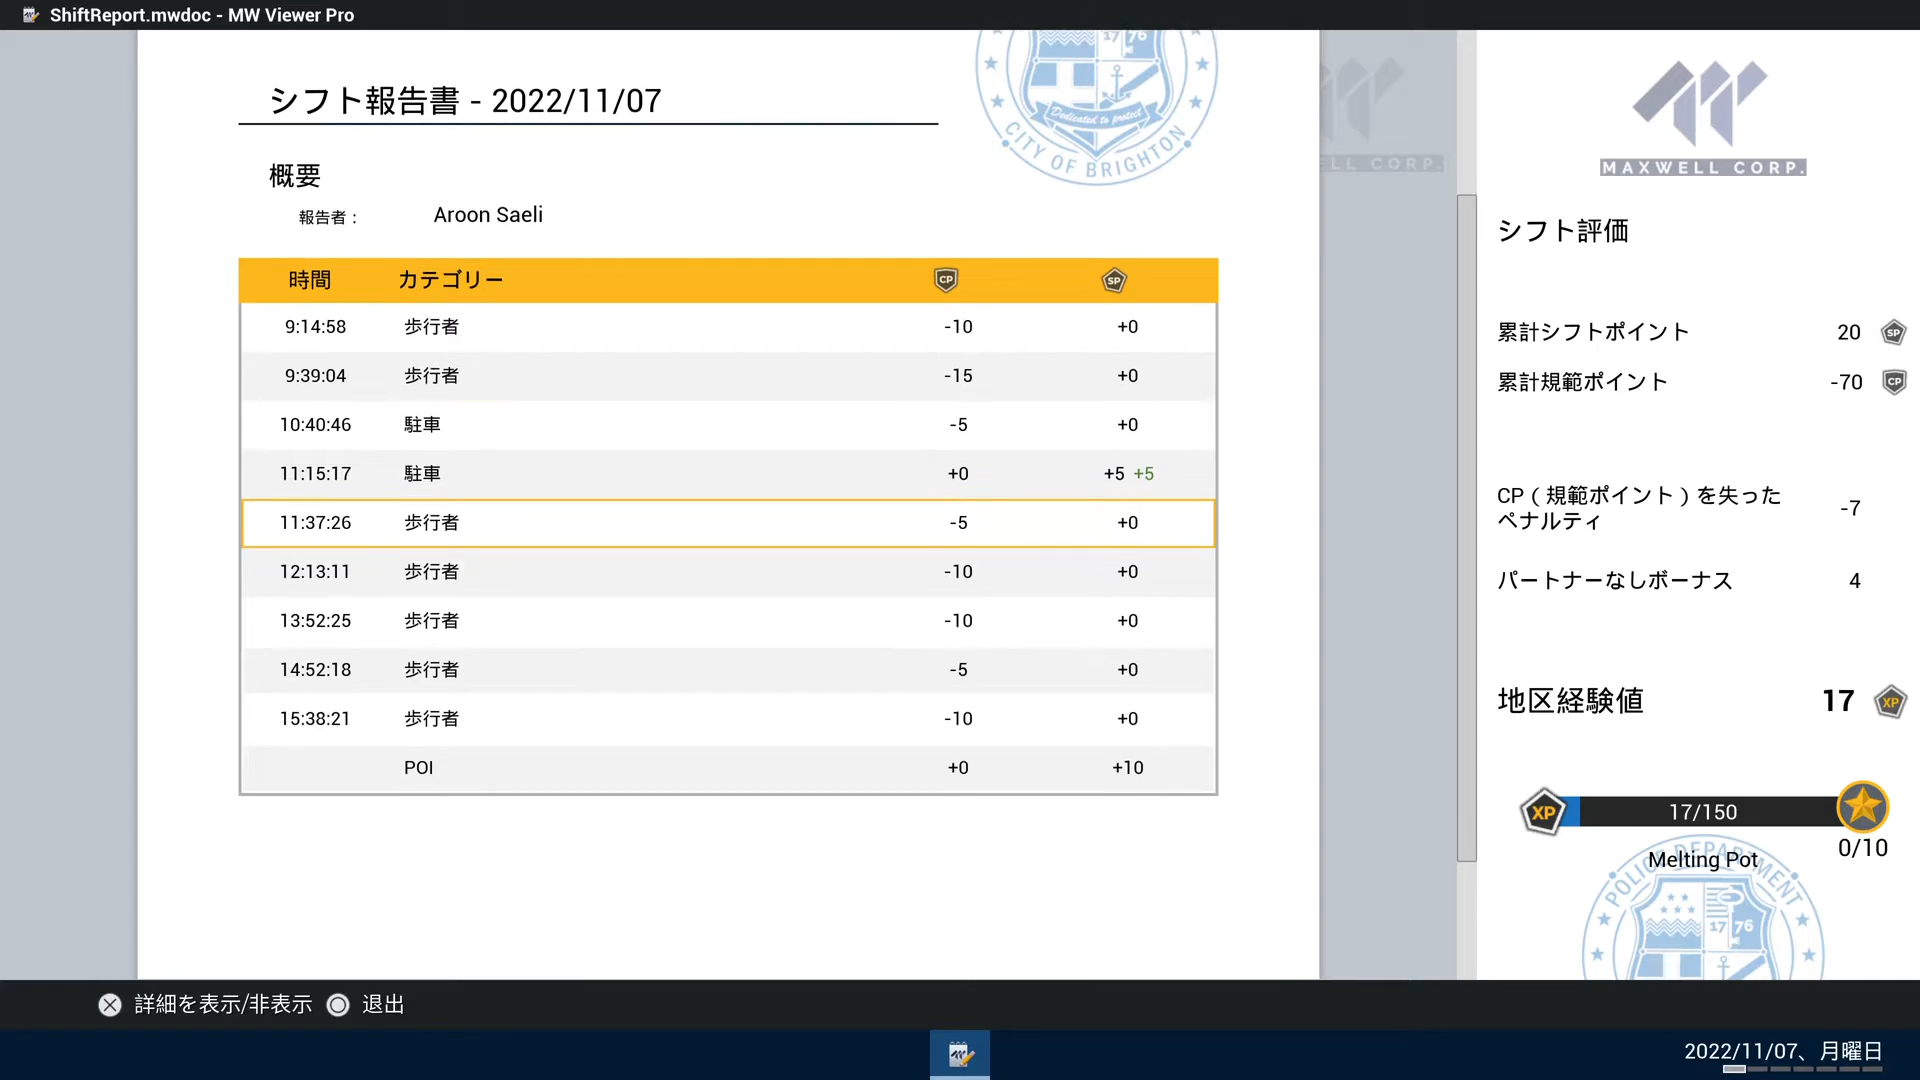 ShiftReport.mwdoc - MW Viewer Pro
シフト報告書 - 2022/11/07
17 76
Dedicated to protect
CITY OF BRIGHTON
概要
報告者 : Aroon Saeli
時間 カテゴリー CP SP
9:14:58 歩行者 -10 +0
9:39:04 歩行者 -15 +0
10:40:46 駐車 -5 +0
11:15:17 駐車 +0 +5 +5
11:37:26 歩行者 -5 +0
12:13:11 歩行者 -10 +0
13:52:25 歩行者 -10 +0
14:52:18 歩行者 -5 +0
15:38:21 歩行者 -10 +0
POI +0 +10
LL CORP.
MAXWELL CORP.
シフト評価
累計シフトポイント 20 SP
累計規範ポイント -70 CP
CP ( 規範ポイント ) を失った
ペナルティ -7
パートナーなしボーナス 4
地区経験値 17 XP
XP 17/150
0/10
Melting Pot
POLICE DEPARTMENT
17 76
詳細を表示/非表示 退出
2022/11/07、月曜日